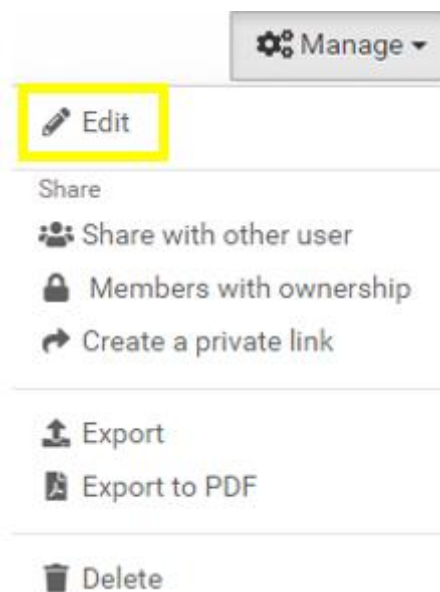 Manage
Edit
Share
Share with other user
Members with ownership
Create a private link
Export
Export to PDF
Delete